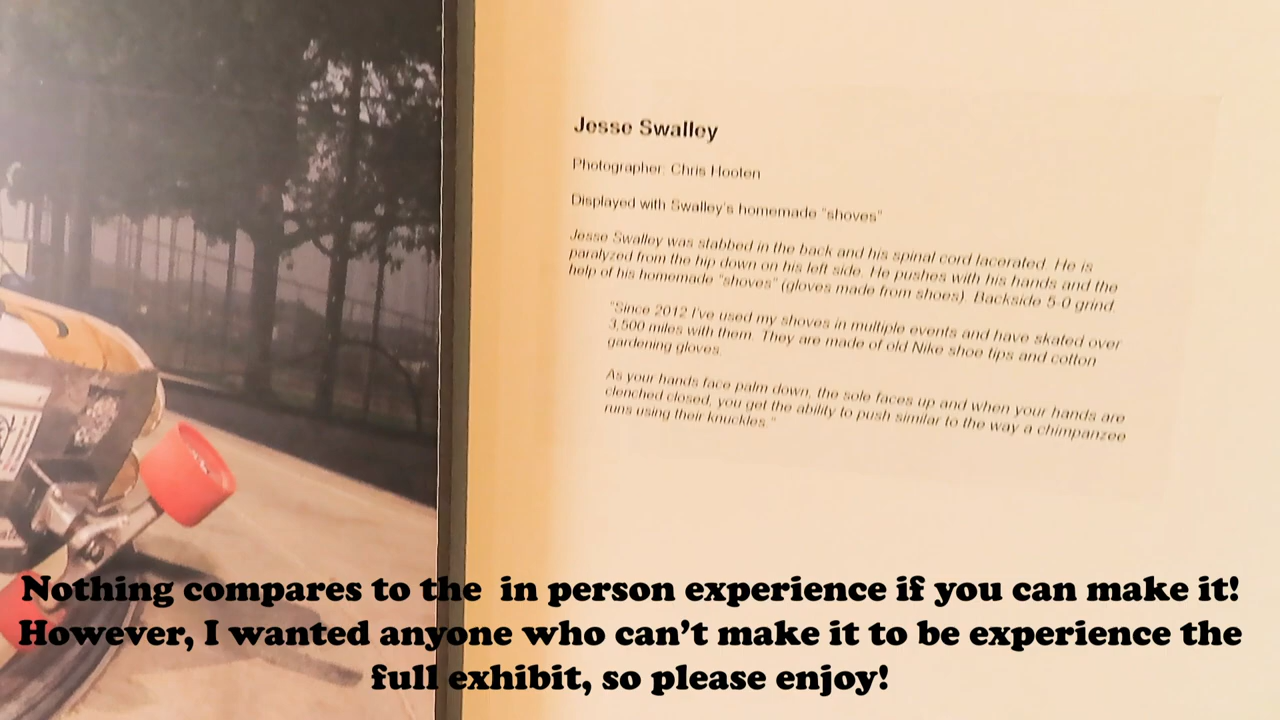 Jesse Swalley
Photographer: Chris Hooten
Displayed with Swalley's homemade "shoves"
Jesse Swalley was stabbed in the back and his spinal cord lacerated. He is
paralyzed from the hip down on his left side. He pushes with his hands and the
help of his homemade "shoves" (gloves made from shoes). Backside 5-0 grind.
"Since 2012 I've used my shoves in multiple events and have skated over
3,500 miles with them. They are made of old Nike shoe tips and cotton
gardening gloves.
As your hands face palm down, the sole faces up and when your hands are
clenched closed, you get the ability to push similar to the way a chimpanzee
runs using their knuckles."
Nothing compares to the in person experience if you can make it!
However, I wanted anyone who can't make it to be experience the
full exhibit, so please enjoy!